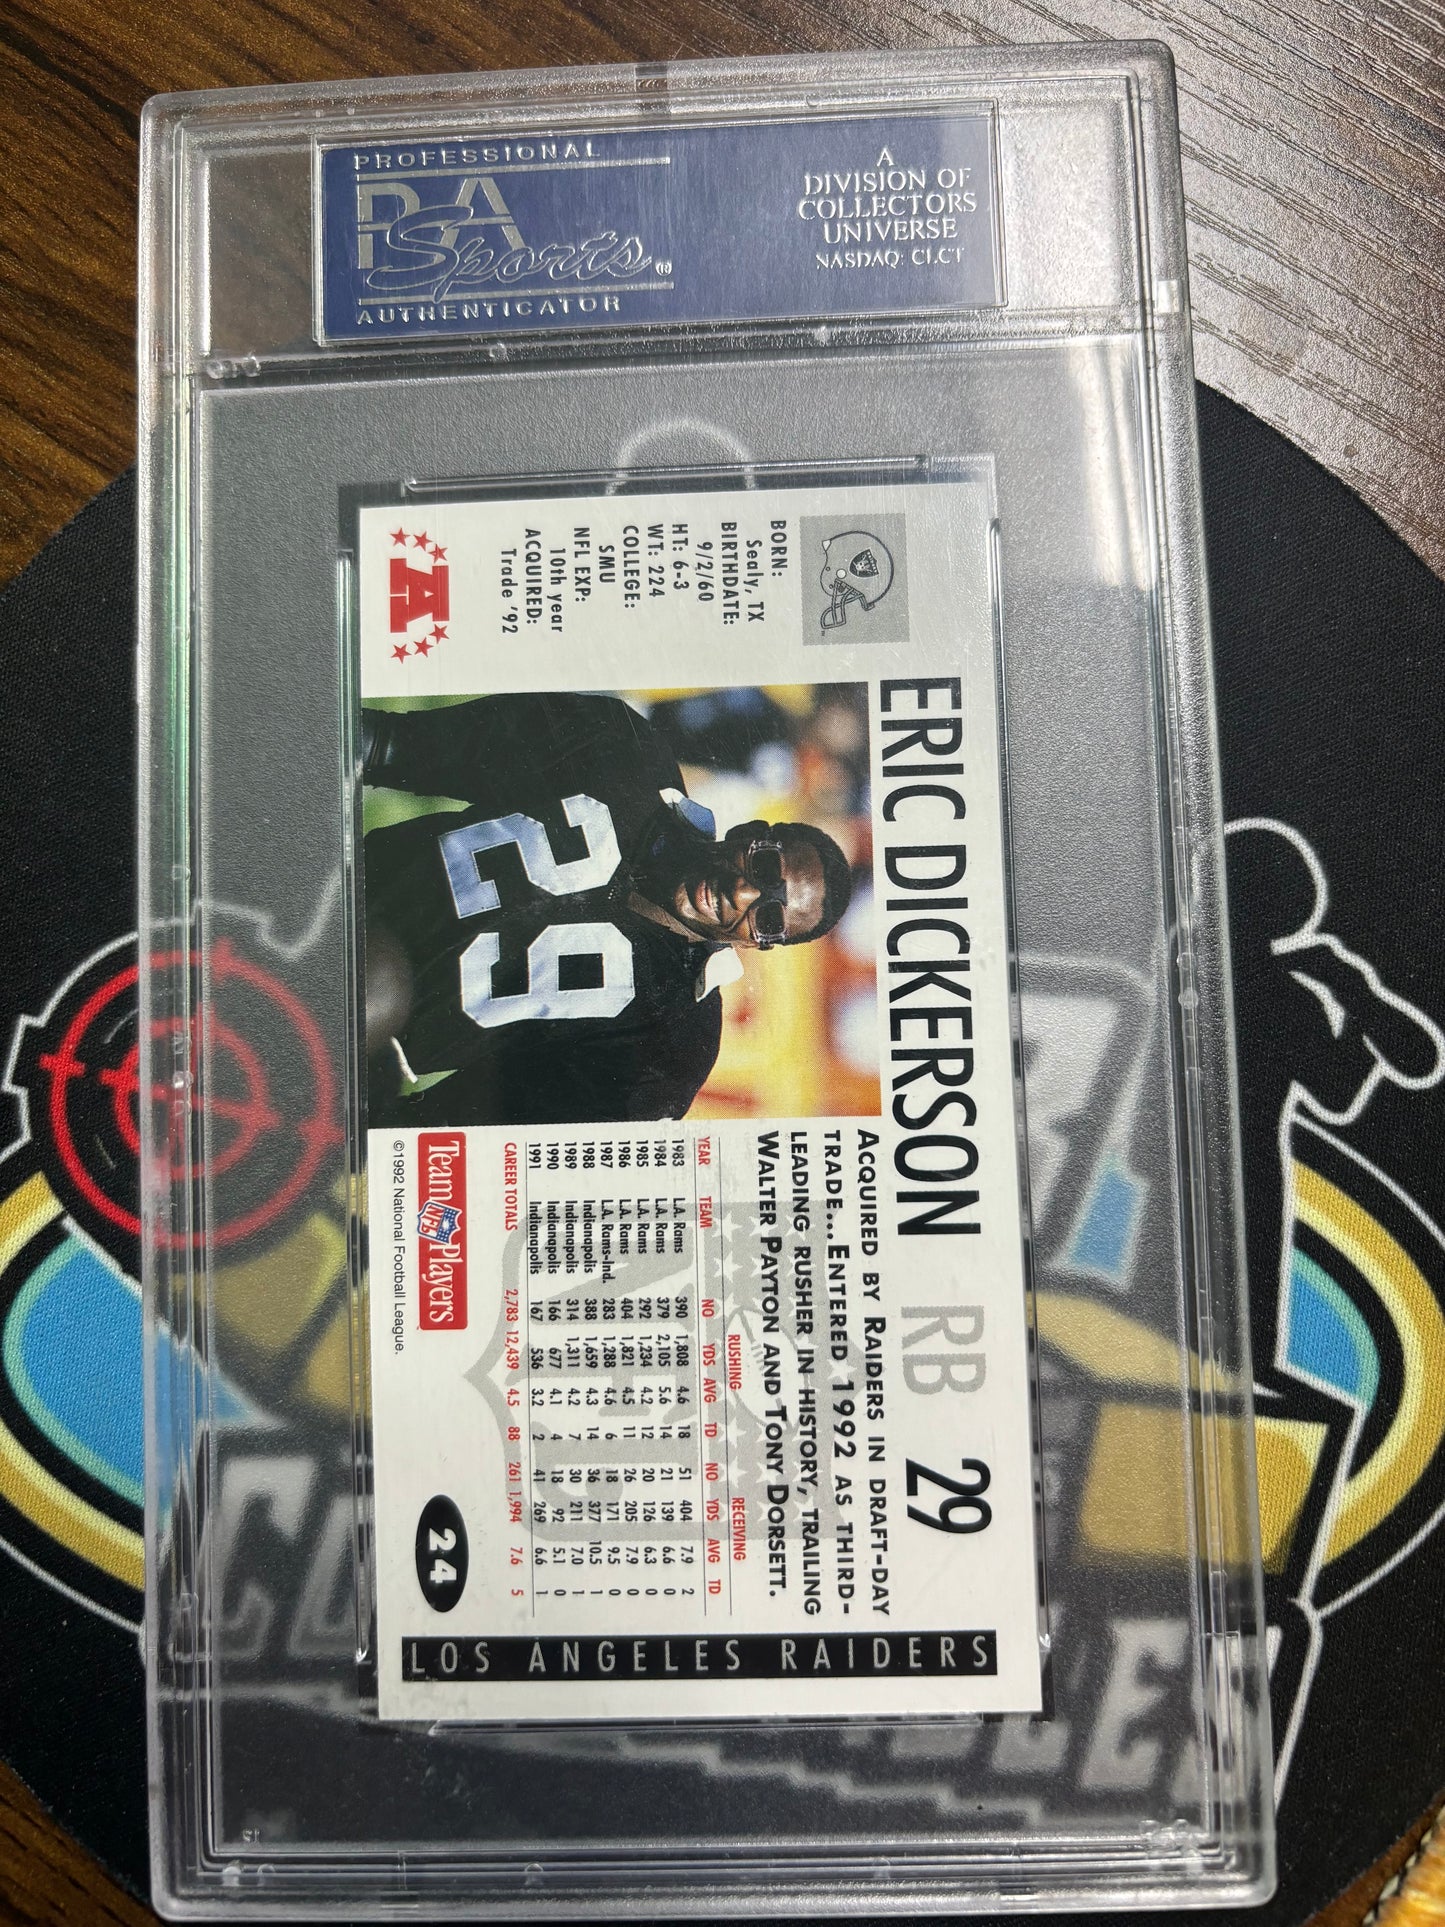 PROFESSIONAL
PSA
Sports®
AUTHENTICATOR
A
DIVISION OF
COLLECTORS
UNIVERSE
NASDAQ: CLCT
ERIC DICKERSON RB 29
BORN:
Sealy, TX
BIRTHDATE:
9/2/60
HT: 6-3
WT: 224
COLLEGE:
SMU
NFL EXP:
10th year
ACQUIRED:
Trade '92
A
29
ACQUIRED BY RAIDERS IN DRAFT-DAY
TRADE...ENTERED 1992 AS THIRD-
LEADING RUSHER IN HISTORY, TRAILING
WALTER PAYTON AND TONY DORSETT.
RUSHING RECEIVING
YEAR TEAM NO YDS AVG TD NO YDS AVG TD
1983 L.A. Rams 390 1,808 4.6 18 51 404 7.9 2
1984 L.A. Rams 379 2,105 5.6 14 21 139 6.6 0
1985 L.A. Rams 292 1,234 4.2 12 20 126 6.3 0
1986 L.A. Rams 404 1,821 4.5 11 26 205 7.9 0
1987 L.A. Rams-Ind. 283 1,288 4.6 6 18 171 9.5 0
1988 Indianapolis 388 1,659 4.3 14 36 377 10.5 1
1989 Indianapolis 314 1,311 4.2 7 30 211 7.0 1
1990 Indianapolis 166 677 4.1 4 18 92 5.1 0
1991 Indianapolis 167 536 3.2 2 41 269 6.6 1
CAREER TOTALS 2,783 12,439 4.5 88 261 1,994 7.6 5
Team NFL Players
©1992 National Football League.
24
LOS ANGELES RAIDERS